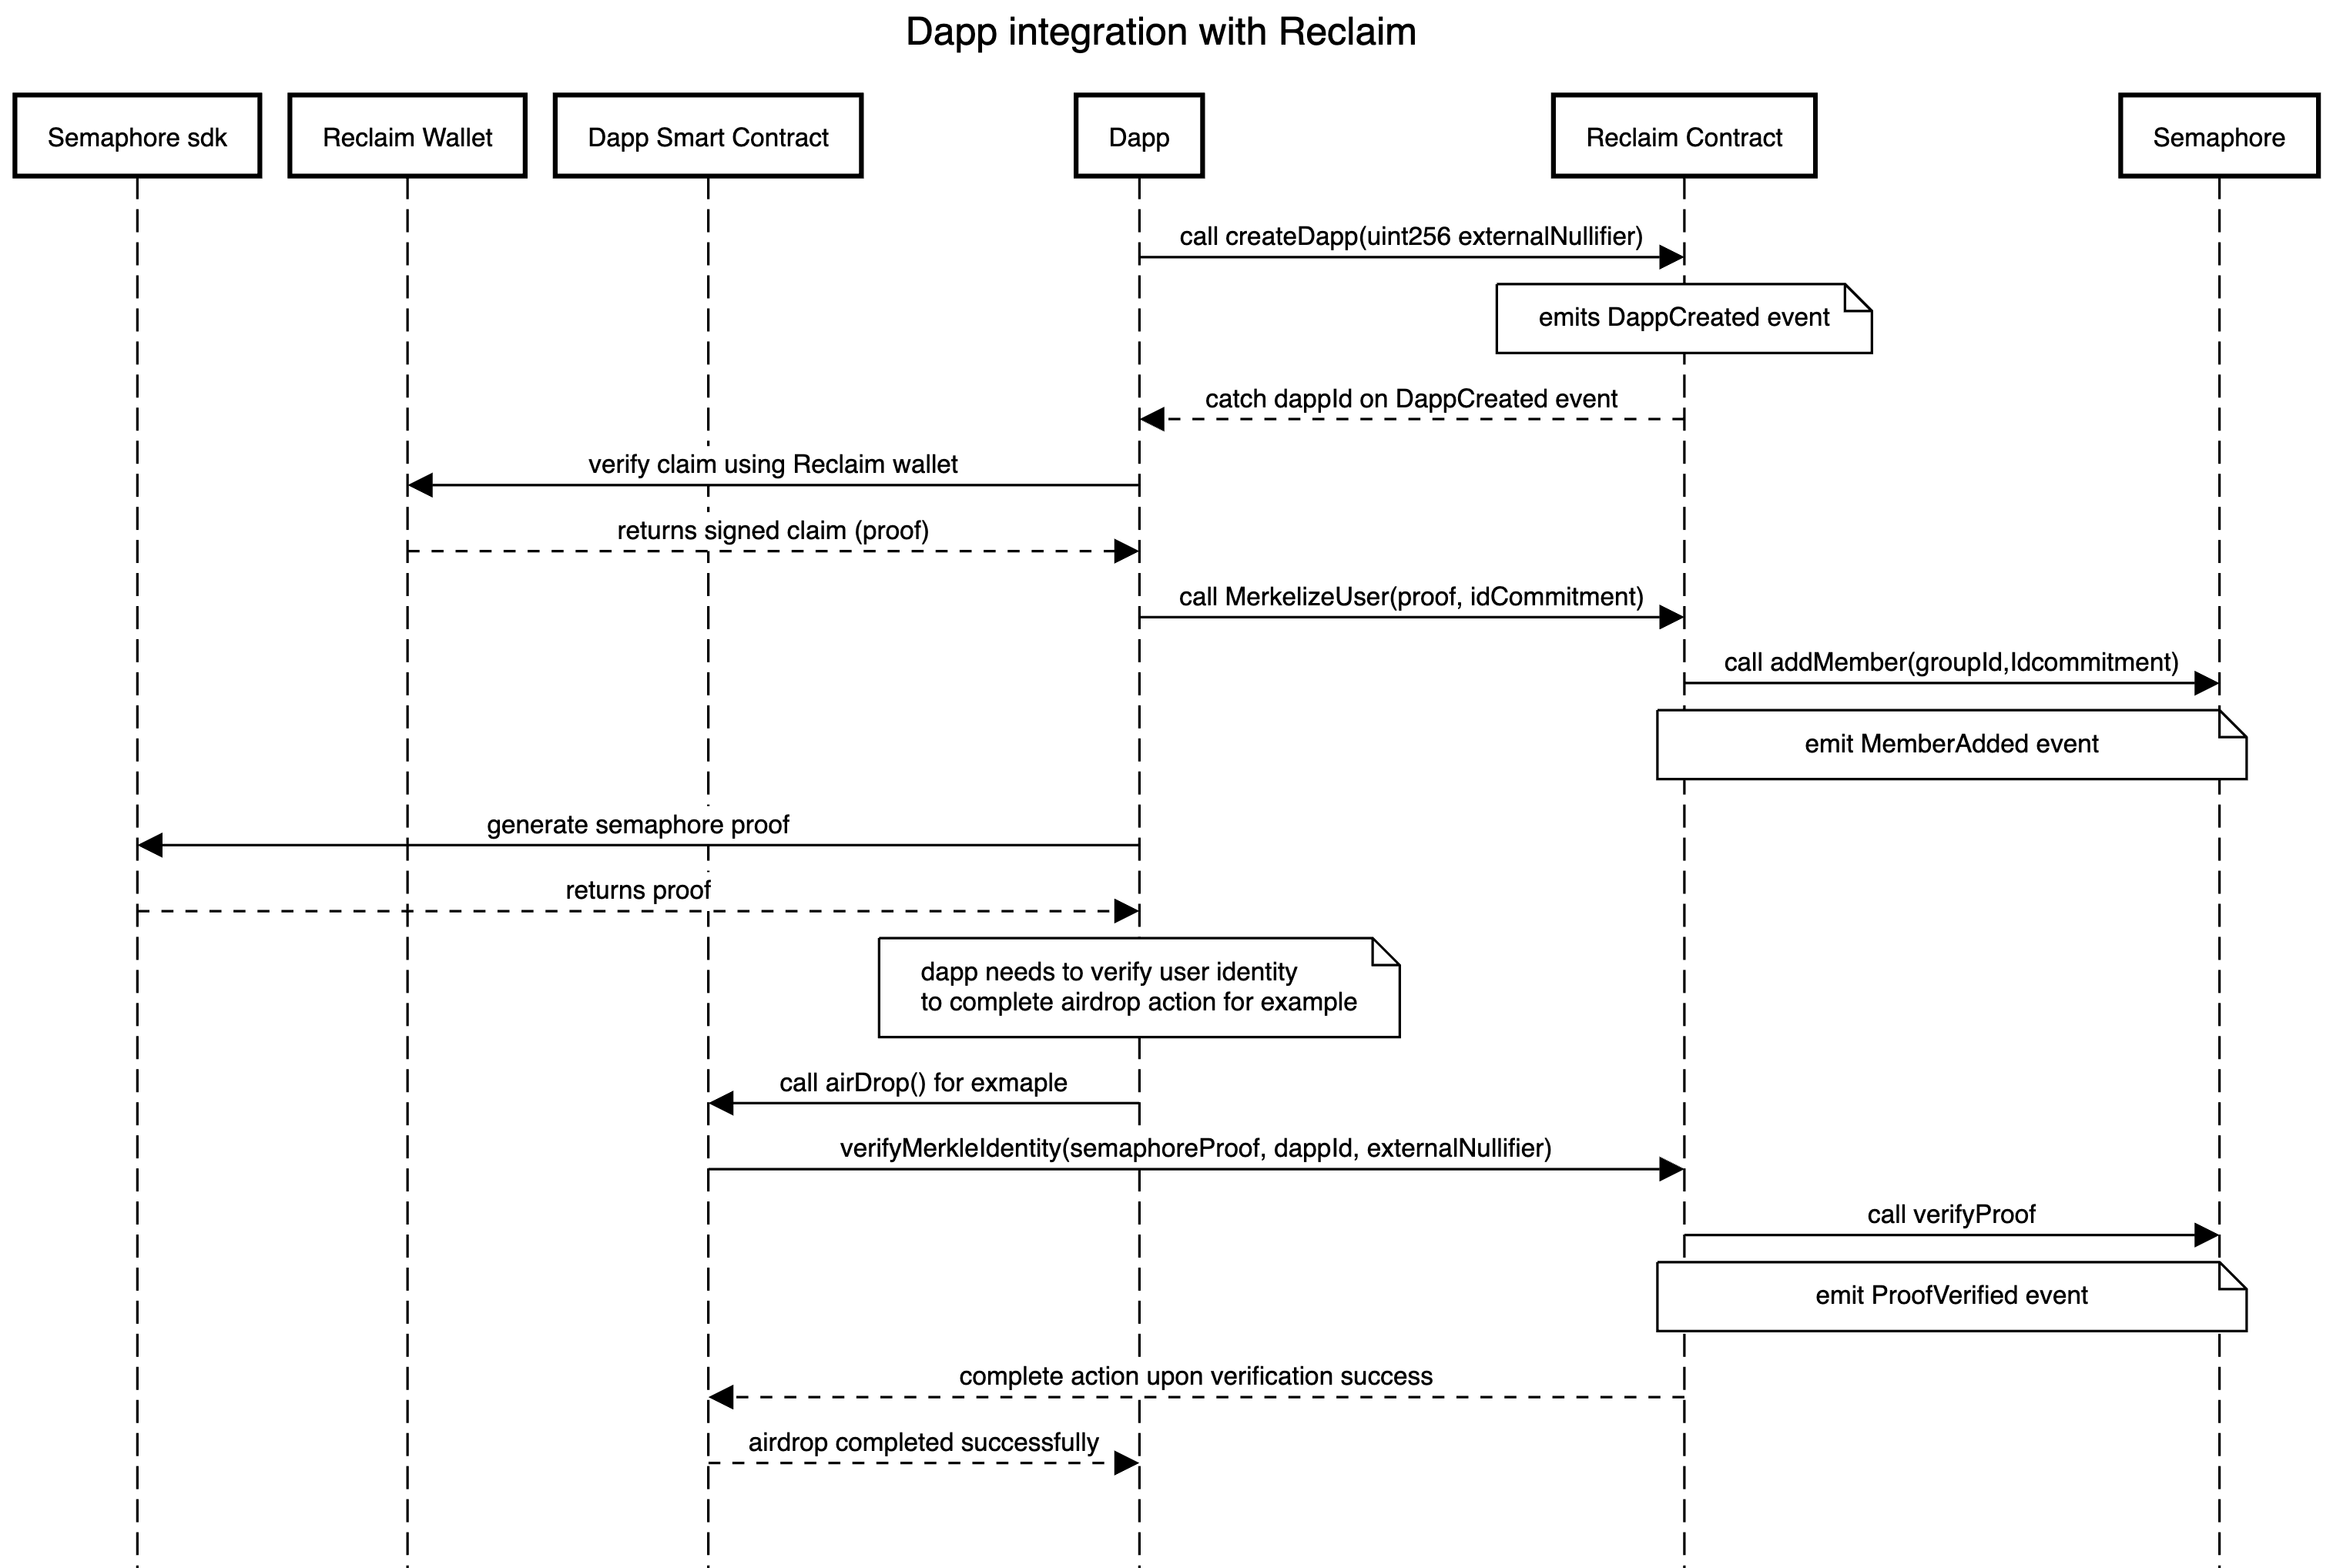 Dapp integration with Reclaim
Semaphore sdk
Reclaim Wallet
Dapp Smart Contract
Dapp
Reclaim Contract
Semaphore
call createDapp(uint256 externalNullifier)
emits DappCreated event
catch dappId on DappCreated event
verify claim using Reclaim wallet
returns signed claim (proof)
call MerkelizeUser(proof, idCommitment)
call addMember(groupId,Idcommitment)
emit MemberAdded event
generate semaphore proof
returns proof
dapp needs to verify user identity
to complete airdrop action for example
call airDrop() for exmaple
verifyMerkleIdentity(semaphoreProof, dappId, externalNullifier)
call verifyProof
emit ProofVerified event
complete action upon verification success
airdrop completed successfully